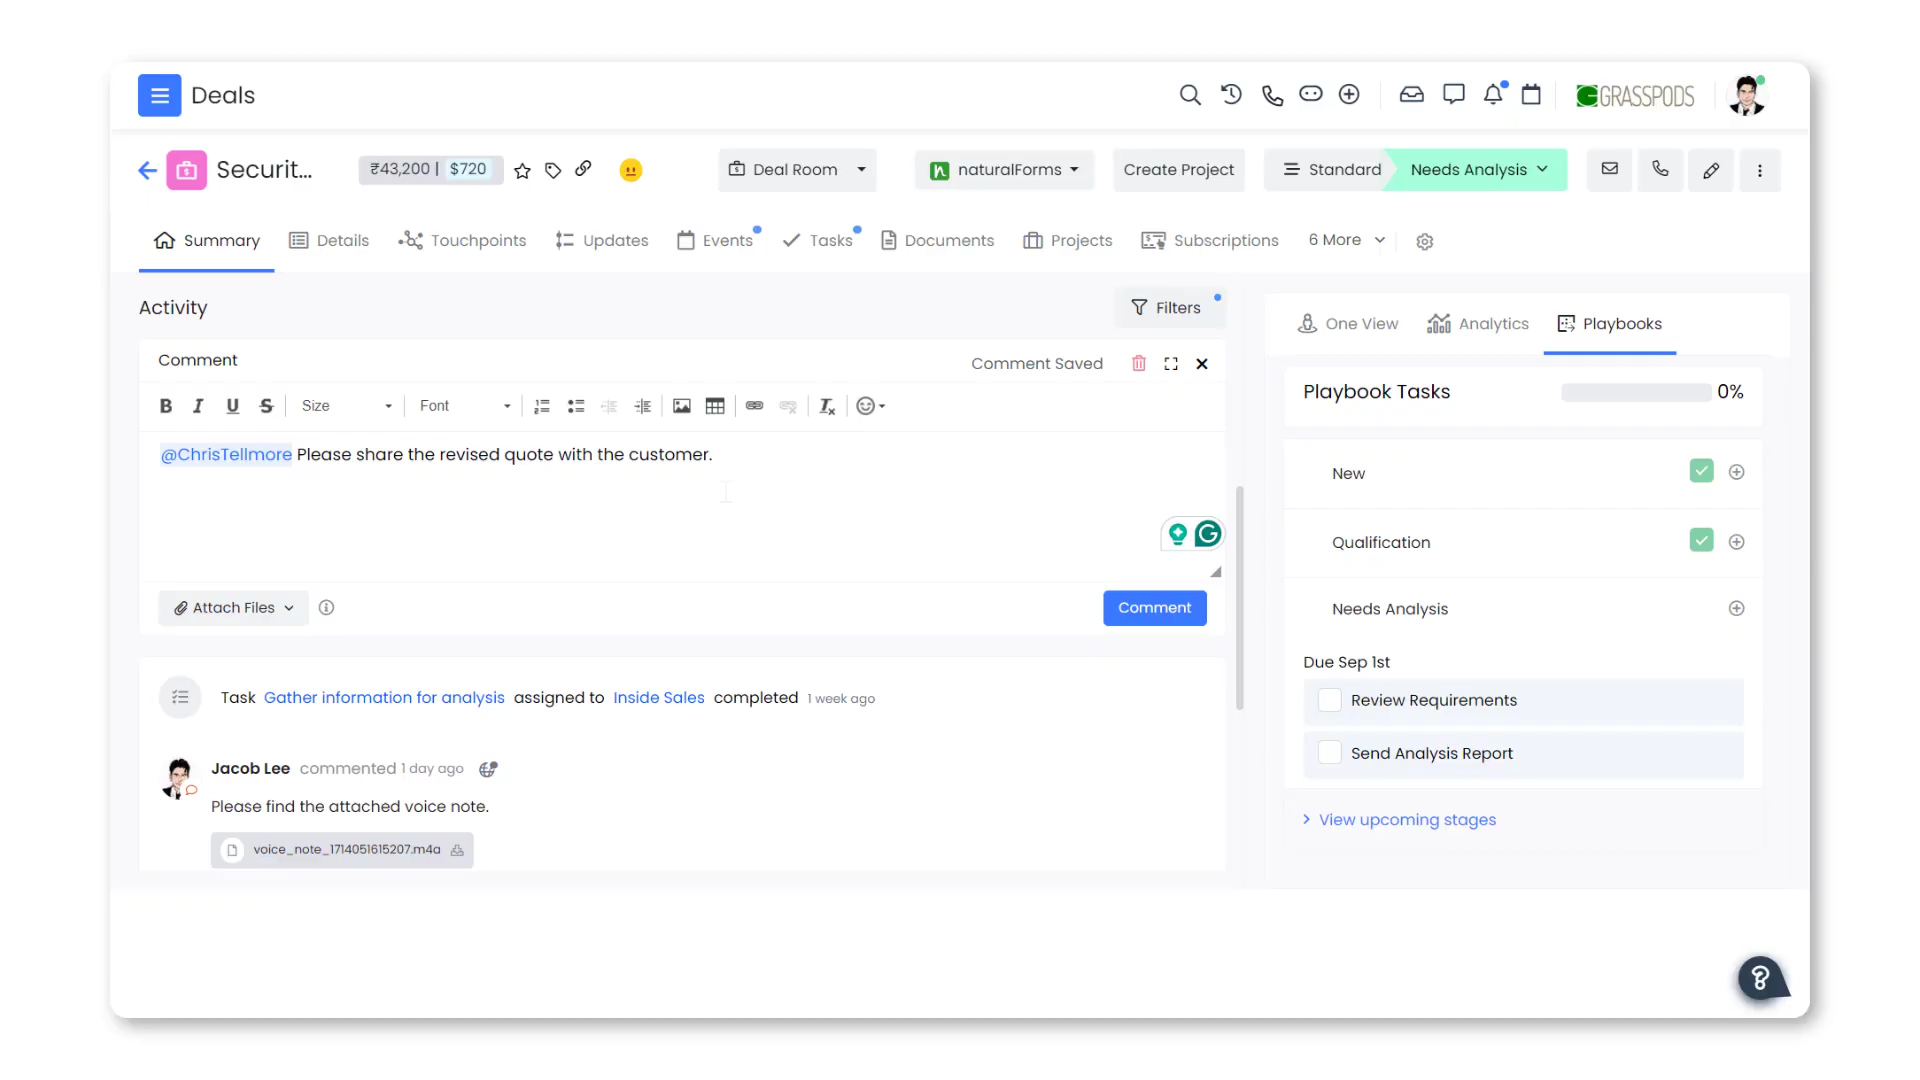 Deals
GRASSPODS
Securit...
₹43,200 | $720
Deal Room
naturalForms
Create Project
Standard
Needs Analysis
Summary
Details
Touchpoints
Updates
Events
Tasks
Documents
Projects
Subscriptions
6 More
Activity
Filters
Comment
Comment Saved
B I U S
Size
Font
@ChrisTellmore Please share the revised quote with the customer.
Attach Files
Comment
Task Gather information for analysis assigned to Inside Sales completed 1 week ago
Jacob Lee commented 1 day ago
Please find the attached voice note.
voice_note_1714051615207.m4a
One View
Analytics
Playbooks
Playbook Tasks
0%
New
Qualification
Needs Analysis
Due Sep 1st
Review Requirements
Send Analysis Report
View upcoming stages